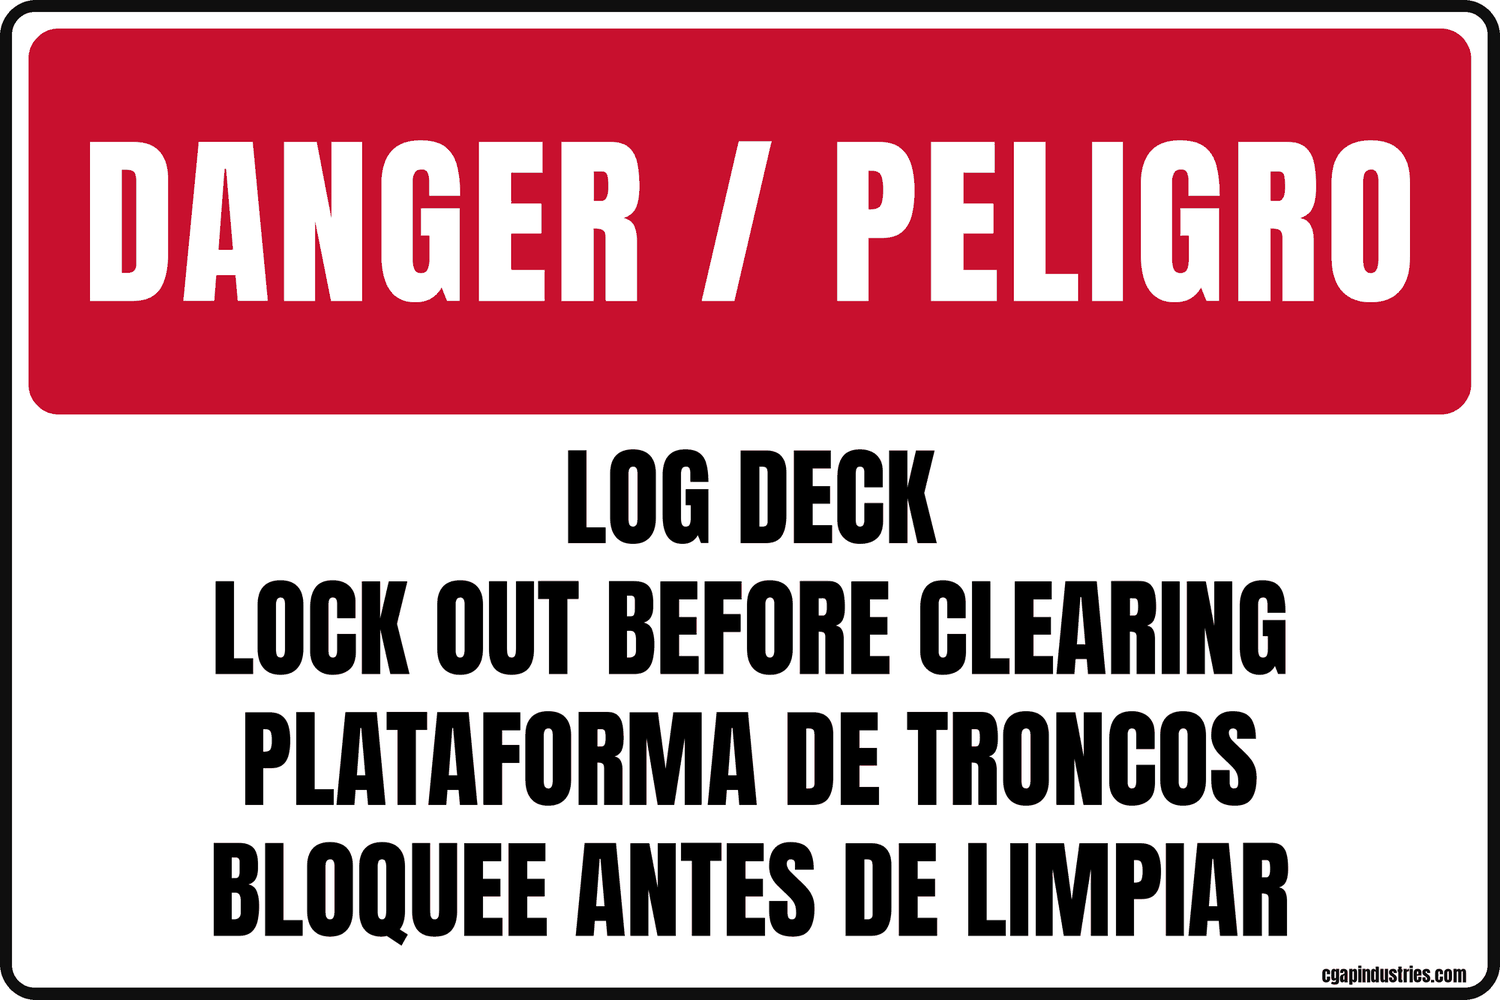 DANGER / PELIGRO
LOG DECK
LOCK OUT BEFORE CLEARING
PLATAFORMA DE TRONCOS
BLOQUEE ANTES DE LIMPIAR
cgapindustries.com